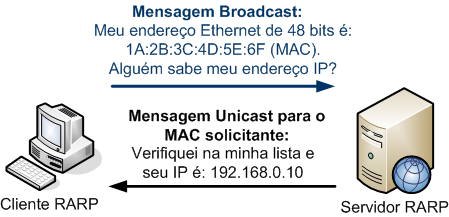 Mensagem Broadcast:
Meu endereço Ethernet de 48 bits é:
1A:2B:3C:4D:5E:6F (MAC).
Alguém sabe meu endereço IP?
Mensagem Unicast para o
MAC solicitante:
Verifiquei na minha lista e
seu IP é: 192.168.0.10
Cliente RARP
Servidor RARP